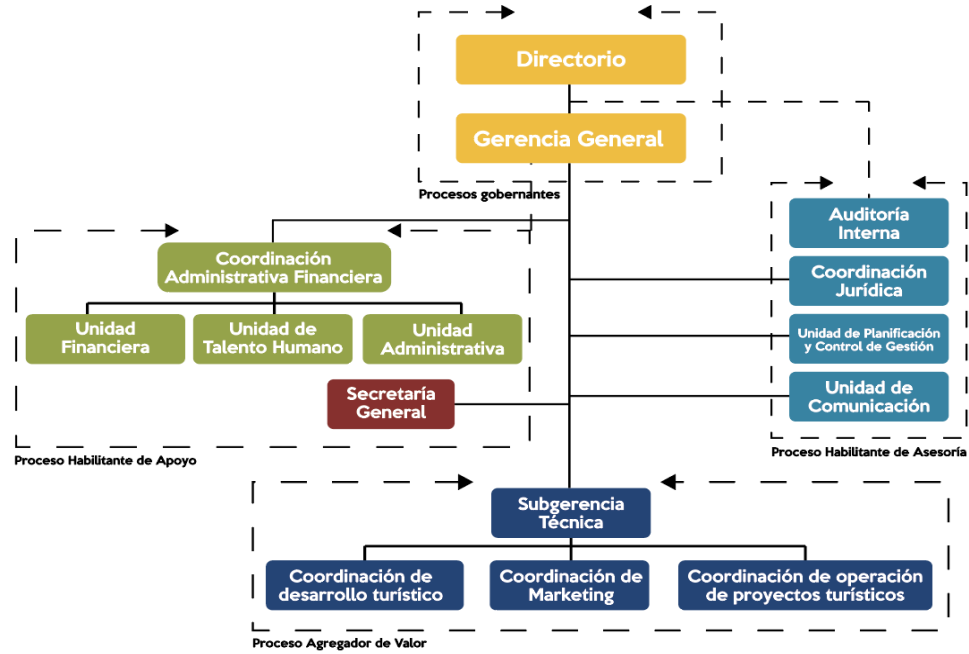 Directorio
Gerencia General
Procesos gobernantes
Auditoría
Interna
Coordinación
Jurídica
Unidad de Planificación
y Control de Gestión
Unidad de
Comunicación
Proceso Habilitante de Asesoría
Coordinación
Administrativa Financiera
Unidad
Financiera
Unidad de
Talento Humano
Unidad
Administrativa
Secretaría
General
Proceso Habilitante de Apoyo
Subgerencia
Técnica
Coordinación de
desarrollo turístico
Coordinación de
Marketing
Coordinación de operación
de proyectos turísticos
Proceso Agregador de Valor